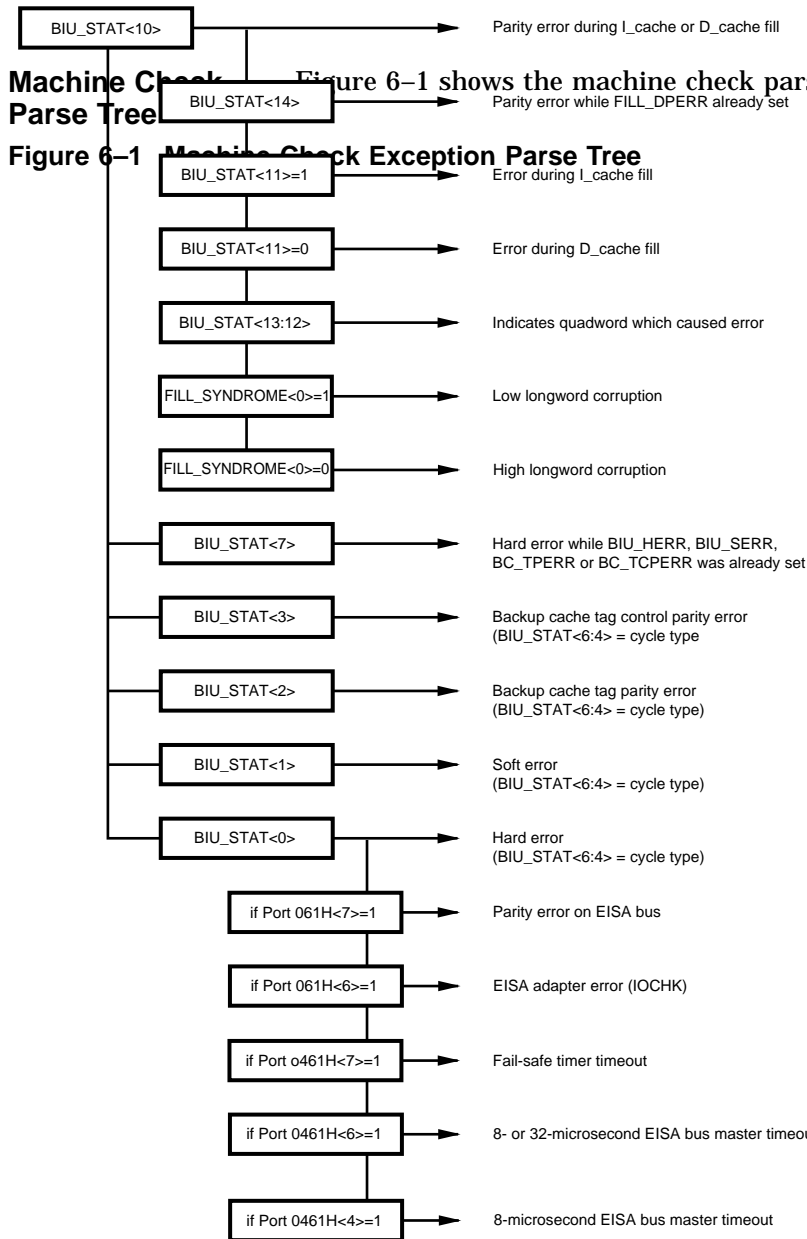 BIU_STAT<10> Parity error during I_cache or D_cache fill
Machine Check Figure 6–1 shows the machine check pars
Parse Tree
BIU_STAT<14> Parity error while FILL_DPERR already set
Figure 6–1 Machine Check Exception Parse Tree
BIU_STAT<11>=1 Error during I_cache fill
BIU_STAT<11>=0 Error during D_cache fill
BIU_STAT<13:12> Indicates quadword which caused error
FILL_SYNDROME<0>=1 Low longword corruption
FILL_SYNDROME<0>=0 High longword corruption
BIU_STAT<7> Hard error while BIU_HERR, BIU_SERR,
BC_TPERR or BC_TCPERR was already set
BIU_STAT<3> Backup cache tag control parity error
(BIU_STAT<6:4> = cycle type
BIU_STAT<2> Backup cache tag parity error
(BIU_STAT<6:4> = cycle type)
BIU_STAT<1> Soft error
(BIU_STAT<6:4> = cycle type)
BIU_STAT<0> Hard error
(BIU_STAT<6:4> = cycle type)
if Port 061H<7>=1 Parity error on EISA bus
if Port 061H<6>=1 EISA adapter error (IOCHK)
if Port o461H<7>=1 Fail-safe timer timeout
if Port 0461H<6>=1 8- or 32-microsecond EISA bus master timeou
if Port 0461H<4>=1 8-microsecond EISA bus master timeout